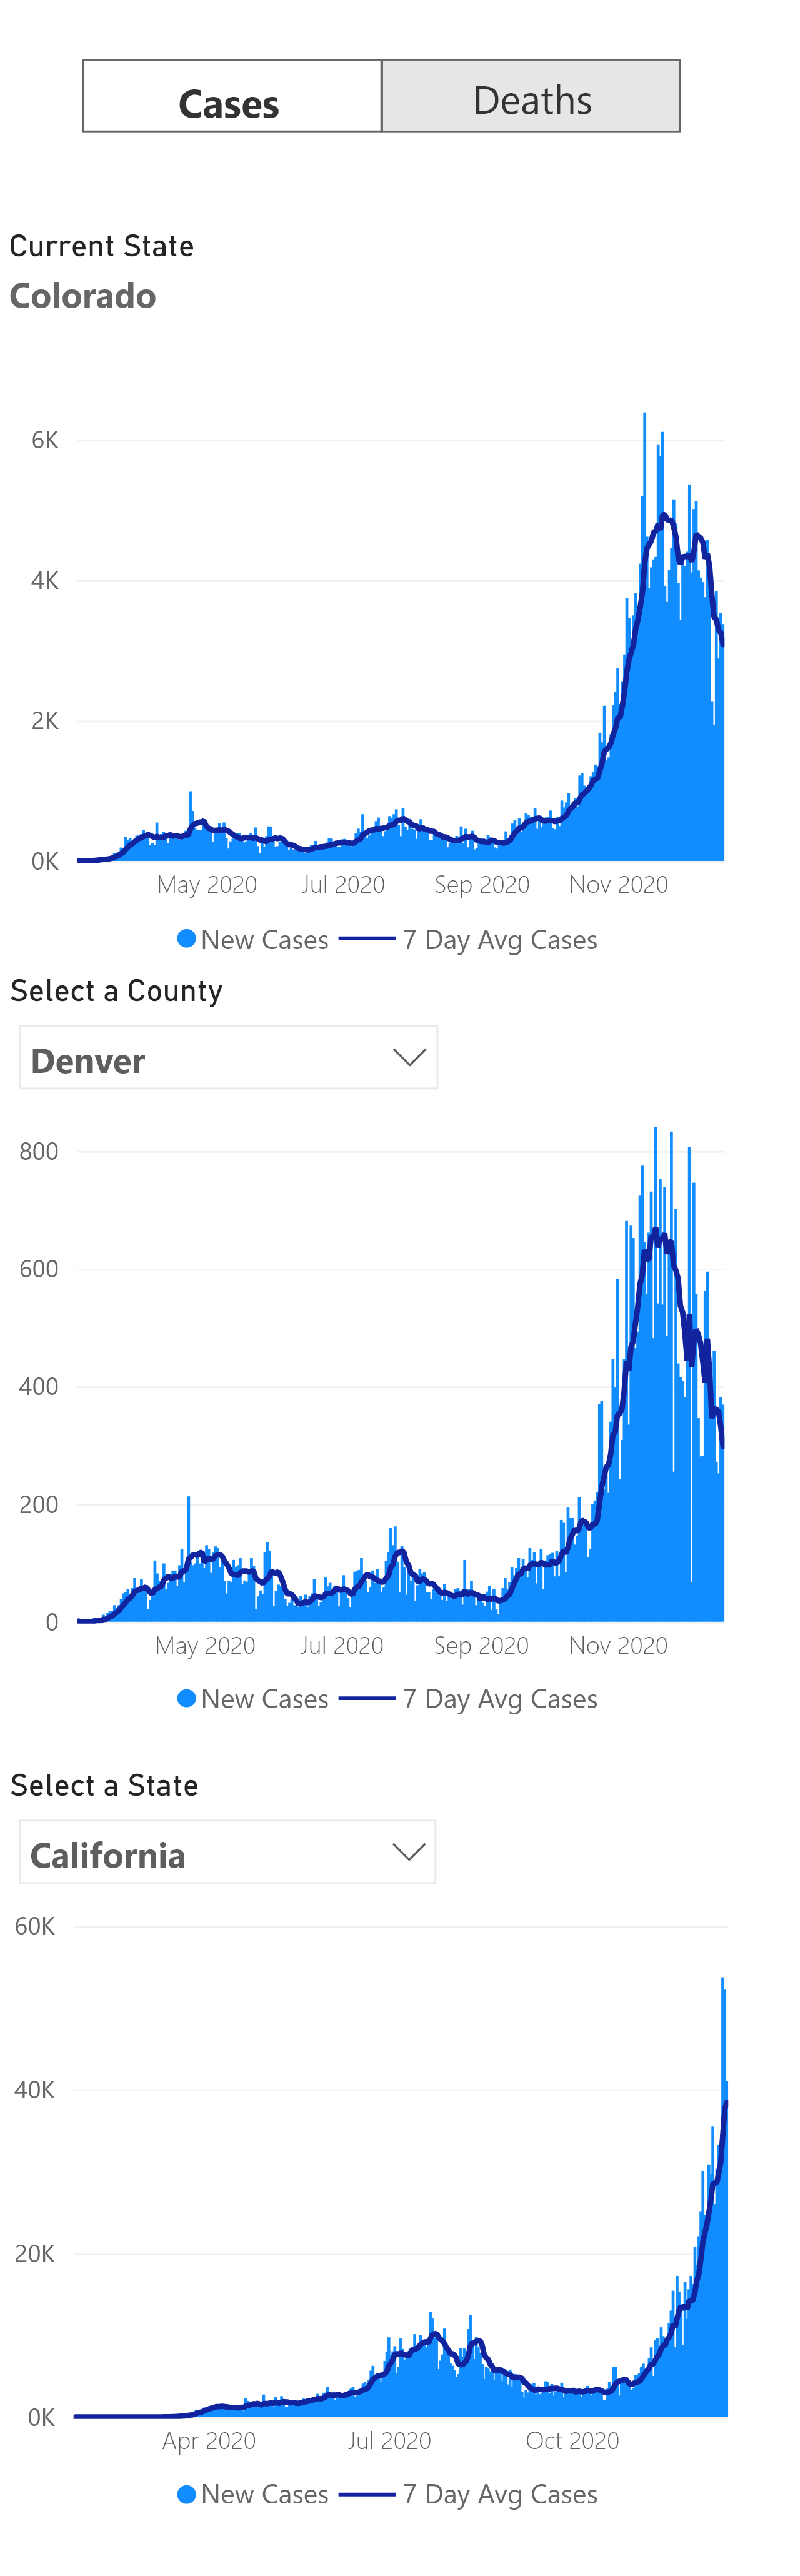 Cases Deaths
Current State
Colorado
6K
4K
2K
0K
May 2020 Jul 2020 Sep 2020 Nov 2020
New Cases 7 Day Avg Cases
Select a County
Denver
800
600
400
200
0
May 2020 Jul 2020 Sep 2020 Nov 2020
New Cases 7 Day Avg Cases
Select a State
California
60K
40K
20K
0K
Apr 2020 Jul 2020 Oct 2020
New Cases 7 Day Avg Cases